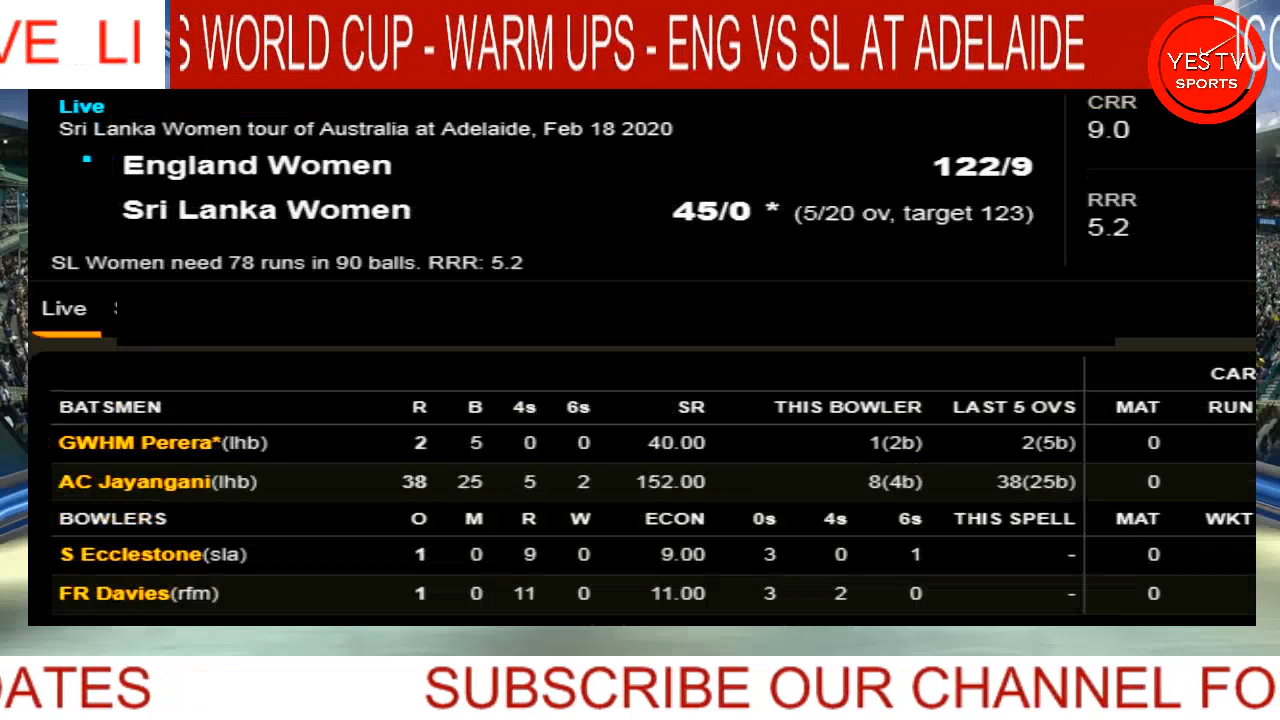 VE LI
S WORLD CUP - WARM UPS - ENG VS SL AT ADELAIDE
YES TV
SPORTS
Live
Sri Lanka Women tour of Australia at Adelaide, Feb 18 2020
England Women 122/9
Sri Lanka Women 45/0 * (5/20 ov, target 123)
SL Women need 78 runs in 90 balls. RRR: 5.2
CRR
9.0
RRR
5.2
Live
CAR
BATSMEN R B 4s 6s SR THIS BOWLER LAST 5 OVS MAT RUN
GWHM Perera*(lhb) 2 5 0 0 40.00 1(2b) 2(5b) 0
AC Jayangani(lhb) 38 25 5 2 152.00 8(4b) 38(25b) 0
BOWLERS O M R W ECON 0s 4s 6s THIS SPELL MAT WKT
S Ecclestone(sla) 1 0 9 0 9.00 3 0 1 - 0
FR Davies(rfm) 1 0 11 0 11.00 3 2 0 - 0
DATES SUBSCRIBE OUR CHANNEL FO